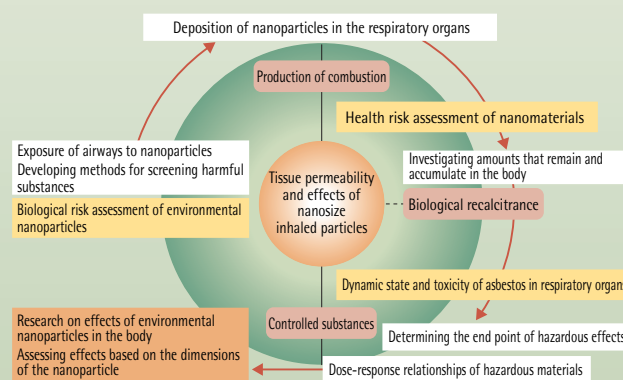 Deposition of nanoparticles in the respiratory organs
Production of combustion
Health risk assessment of nanomaterials
Exposure of airways to nanoparticles
Developing methods for screening harmful
substances
Biological risk assessment of environmental
nanoparticles
Tissue permeability
and effects of
nanosize
inhaled particles
Investigating amounts that remain and
accumulate in the body
Biological recalcitrance
Dynamic state and toxicity of asbestos in respiratory organs
Controlled substances
Determining the end point of hazardous effects
Research on effects of environmental
nanoparticles in the body
Assessing effects based on the dimensions
of the nanoparticle
Dose-response relationships of hazardous materials